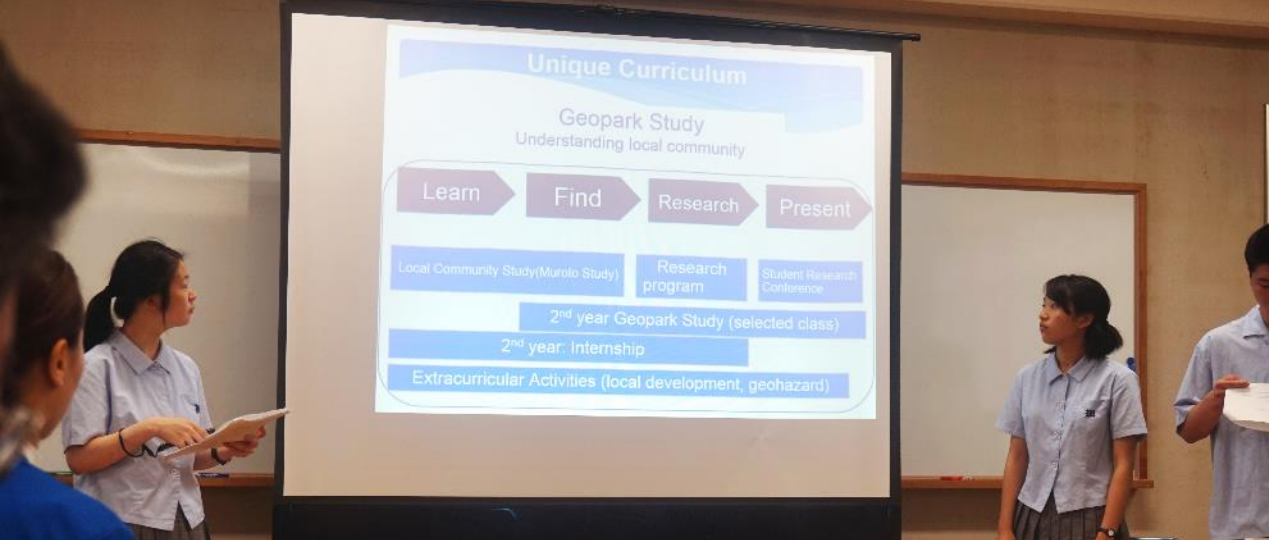 Unique Curriculum
Geopark Study
Understanding local community
Learn
Find
Research
Present
Local Community Study(Murolo Study)
Research
program
Student Research
Conference
2nd year Geopark Study (selected class)
2nd year: Internship
Extracurricular Activities (local development, geohazard)